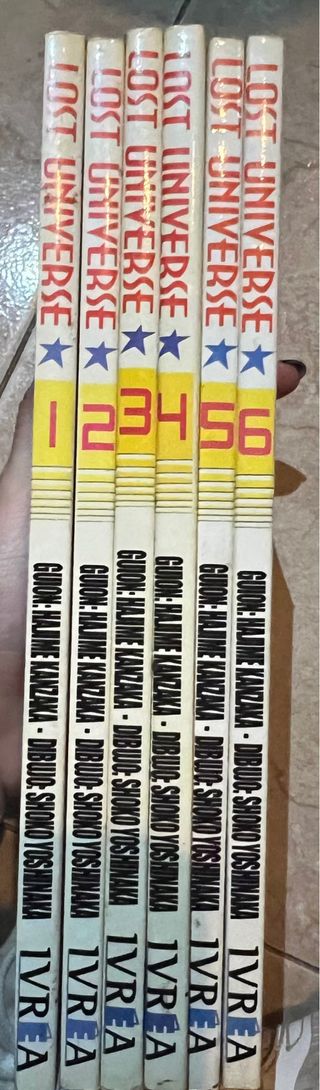 LOST UNIVERSE 1 GUION: HAJIME KANZAKA · DIBUJO: SHOKO YOSHINAKA IVREA
LOST UNIVERSE 2 GUION: HAJIME KANZAKA · DIBUJO: SHOKO YOSHINAKA IVREA
LOST UNIVERSE 3 GUION: HAJIME KANZAKA · DIBUJO: SHOKO YOSHINAKA IVREA
LOST UNIVERSE 4 GUION: HAJIME KANZAKA · DIBUJO: SHOKO YOSHINAKA IVREA
LOST UNIVERSE 5 GUION: HAJIME KANZAKA · DIBUJO: SHOKO YOSHINAKA IVREA
LOST UNIVERSE 6 GUION: HAJIME KANZAKA · DIBUJO: SHOKO YOSHINAKA IVREA